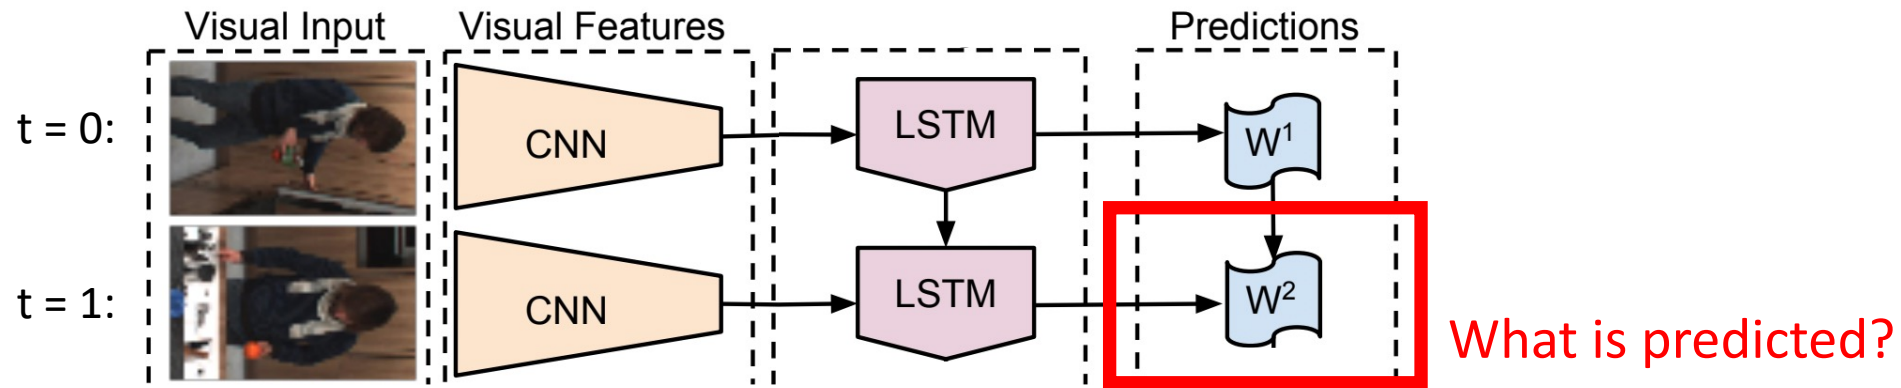 Visual Input Visual Features Predictions
t = 0: CNN LSTM W¹
t = 1: CNN LSTM W²
What is predicted?